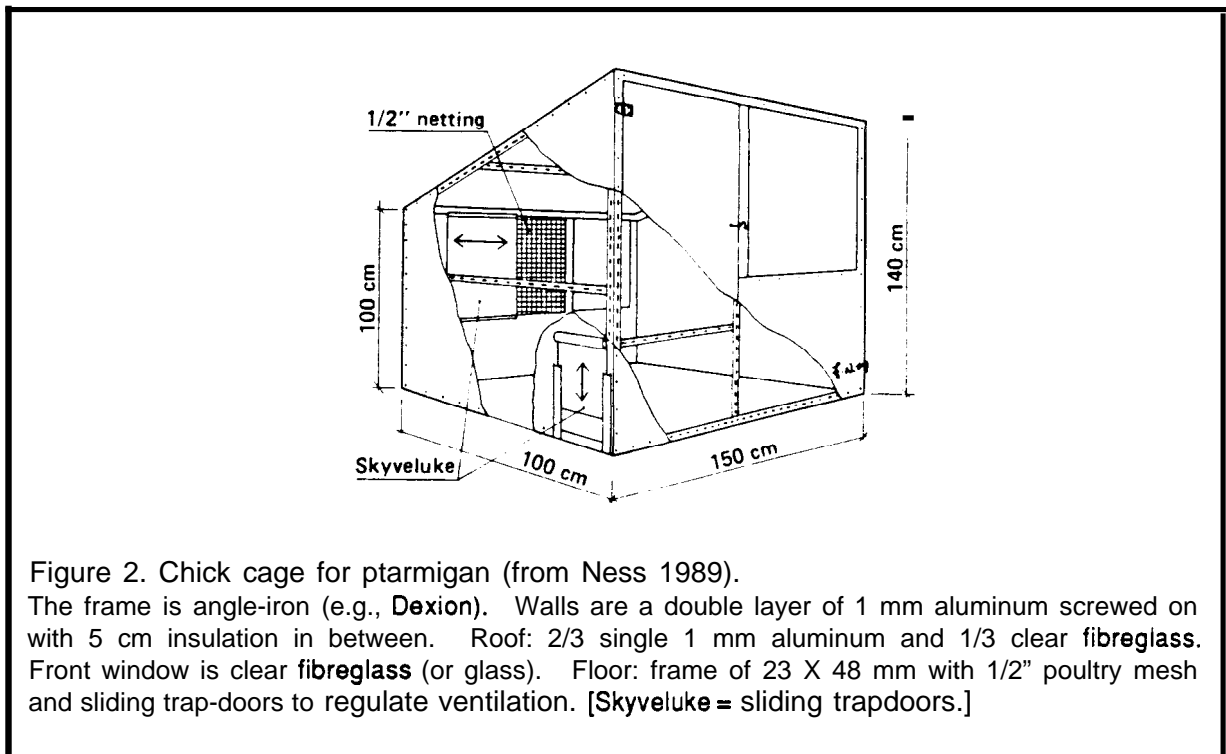 1/2'' netting
100 cm
140 cm
Skyveluke
100 cm
150 cm
Figure 2. Chick cage for ptarmigan (from Ness 1989).
The frame is angle-iron (e.g., Dexion). Walls are a double layer of 1 mm aluminum screwed on
with 5 cm insulation in between. Roof: 2/3 single 1 mm aluminum and 1/3 clear fibreglass.
Front window is clear fibreglass (or glass). Floor: frame of 23 X 48 mm with 1/2" poultry mesh
and sliding trap-doors to regulate ventilation. [Skyveluke = sliding trapdoors.]